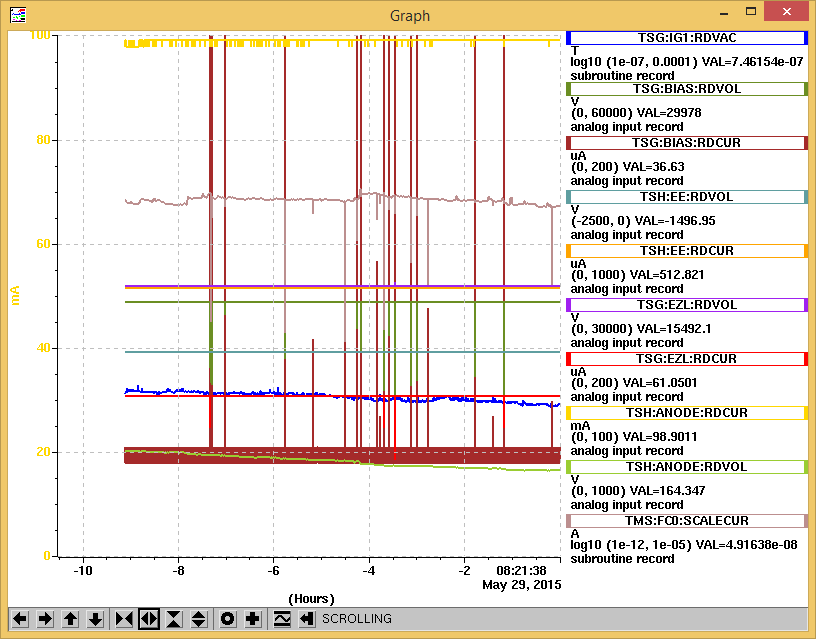 Graph
100
80
60
40
20
0
mA
-10
-8
-6
-4
-2
08:21:38
May 29, 2015
(Hours)
TSG:IG1:RDVAC
T
log10 (1e-07, 0.0001) VAL=7.46154e-07
subroutine record
TSG:BIAS:RDVOL
V
(0, 60000) VAL=29978
analog input record
TSG:BIAS:RDCUR
uA
(0, 200) VAL=36.63
analog input record
TSH:EE:RDVOL
V
(-2500, 0) VAL=-1496.95
analog input record
TSH:EE:RDCUR
uA
(0, 1000) VAL=512.821
analog input record
TSG:EZL:RDVOL
V
(0, 30000) VAL=15492.1
analog input record
TSG:EZL:RDCUR
uA
(0, 200) VAL=61.0501
analog input record
TSH:ANODE:RDCUR
mA
(0, 100) VAL=98.9011
analog input record
TSH:ANODE:RDVOL
V
(0, 1000) VAL=164.347
analog input record
TMS:FC0:SCALECUR
A
log10 (1e-12, 1e-05) VAL=4.91638e-08
subroutine record
SCROLLING